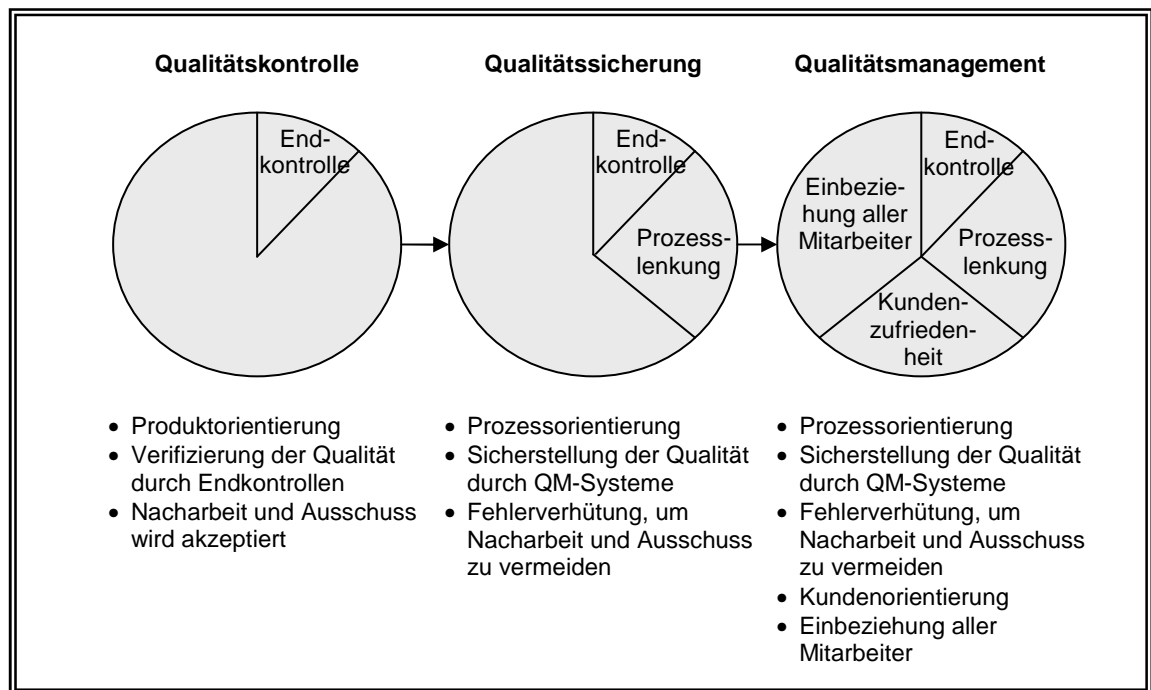 Qualitätskontrolle
End-
kontrolle
• Produktorientierung
• Verifizierung der Qualität
durch Endkontrollen
• Nacharbeit und Ausschuss
wird akzeptiert
Qualitätssicherung
End-
kontrolle
Prozess-
lenkung
• Prozessorientierung
• Sicherstellung der Qualität
durch QM-Systeme
• Fehlerverhütung, um
Nacharbeit und Ausschuss
zu vermeiden
Qualitätsmanagement
End-
kontrolle
Einbezie-
hung aller
Mitarbeiter
Prozess-
lenkung
Kunden-
zufrieden-
heit
• Prozessorientierung
• Sicherstellung der Qualität
durch QM-Systeme
• Fehlerverhütung, um
Nacharbeit und Ausschuss
zu vermeiden
• Kundenorientierung
• Einbeziehung aller
Mitarbeiter